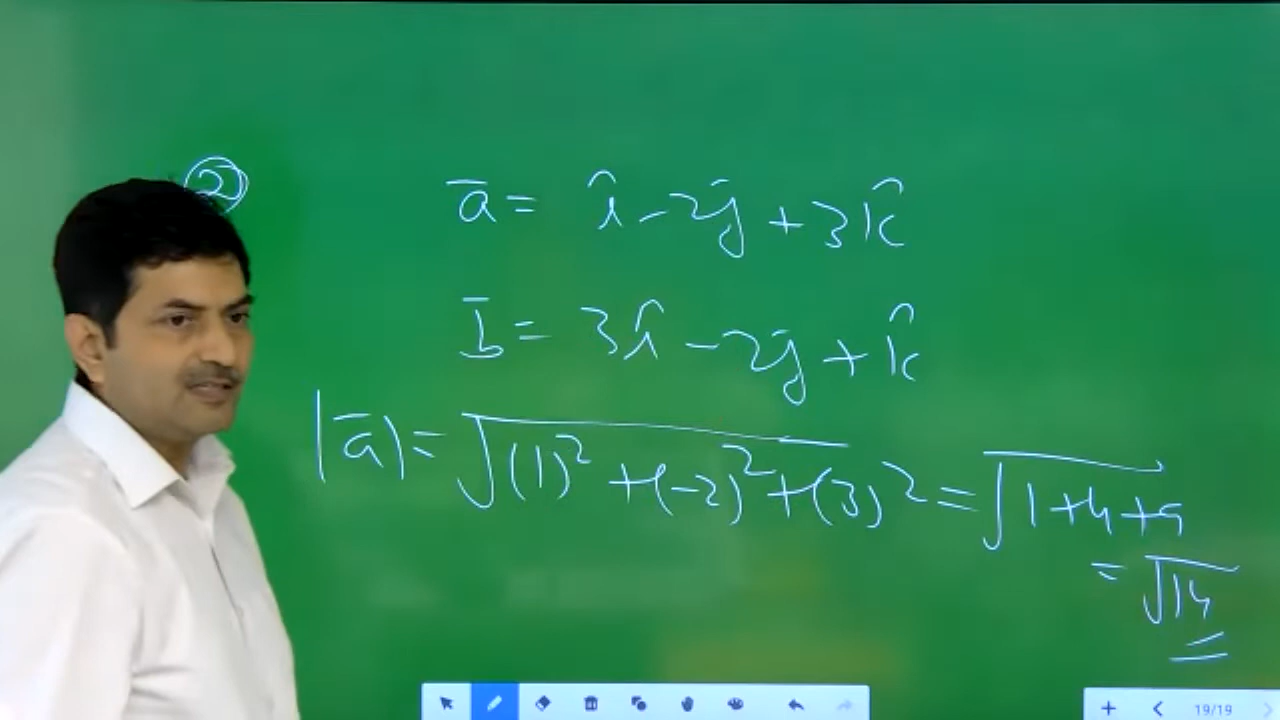 ②
a̅ = î - 2ĵ + 3k̂
b̅ = 3î - 2ĵ + k̂
|a̅| = √(1)² + (-2)² + (3)² = √1+4+9
= √14
19/19